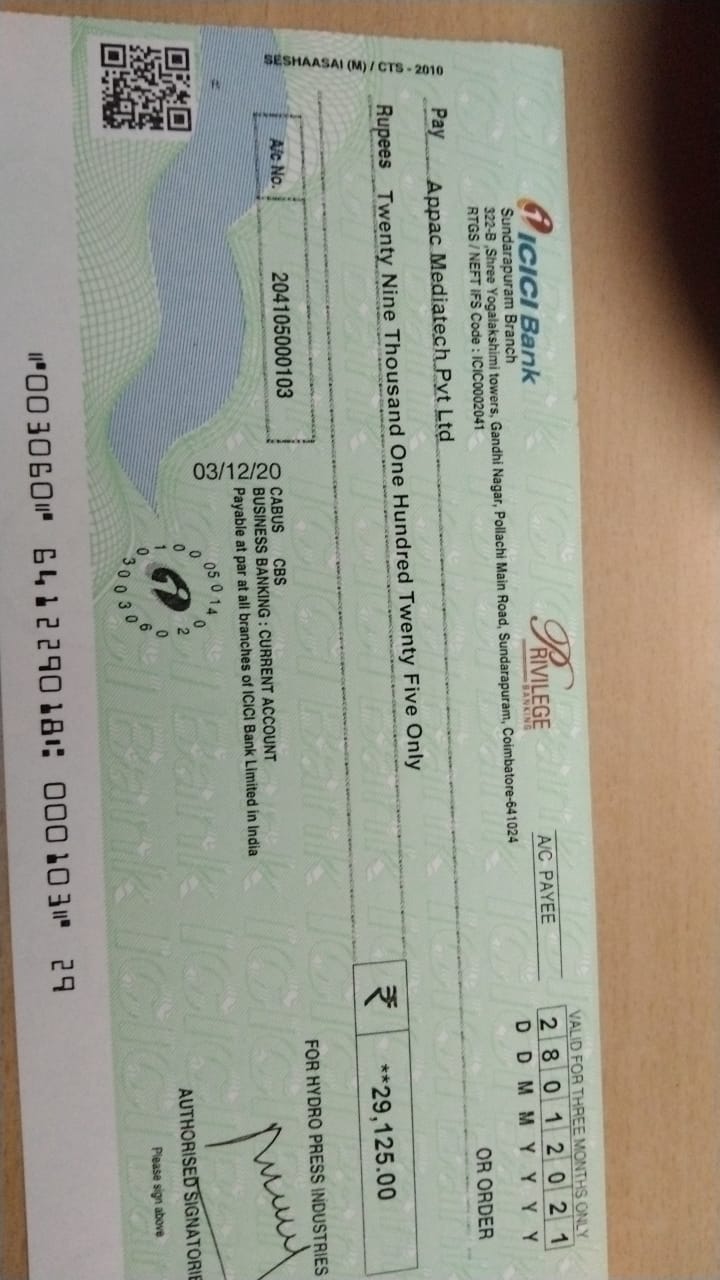 SESHAASAI (M) / CTS - 2010
ICICI Bank
Sundarapuram Branch
322-B ,Shree Yogalakshimi towers, Gandhi Nagar, Pollachi Main Road, Sundarapuram, Coimbatore-641024
RTGS / NEFT IFS Code : ICIC0002041
PRIVILEGE
BANKING
A/C PAYEE
VALID FOR THREE MONTHS ONLY
2 8 0 1 2 0 2 1
D D M M Y Y Y Y
Pay Appac Mediatech Pvt Ltd
OR ORDER
Rupees Twenty Nine Thousand One Hundred Twenty Five Only
₹ **29,125.00
A/c No. 204105000103
FOR HYDRO PRESS INDUSTRIES
03/12/20
CABUS CBS
BUSINESS BANKING : CURRENT ACCOUNT
Payable at par at all branches of ICICI Bank Limited in India
AUTHORISED SIGNATORIE
Please sign above
⑈003060⑈ 641229018⑆ 000103⑈ 29